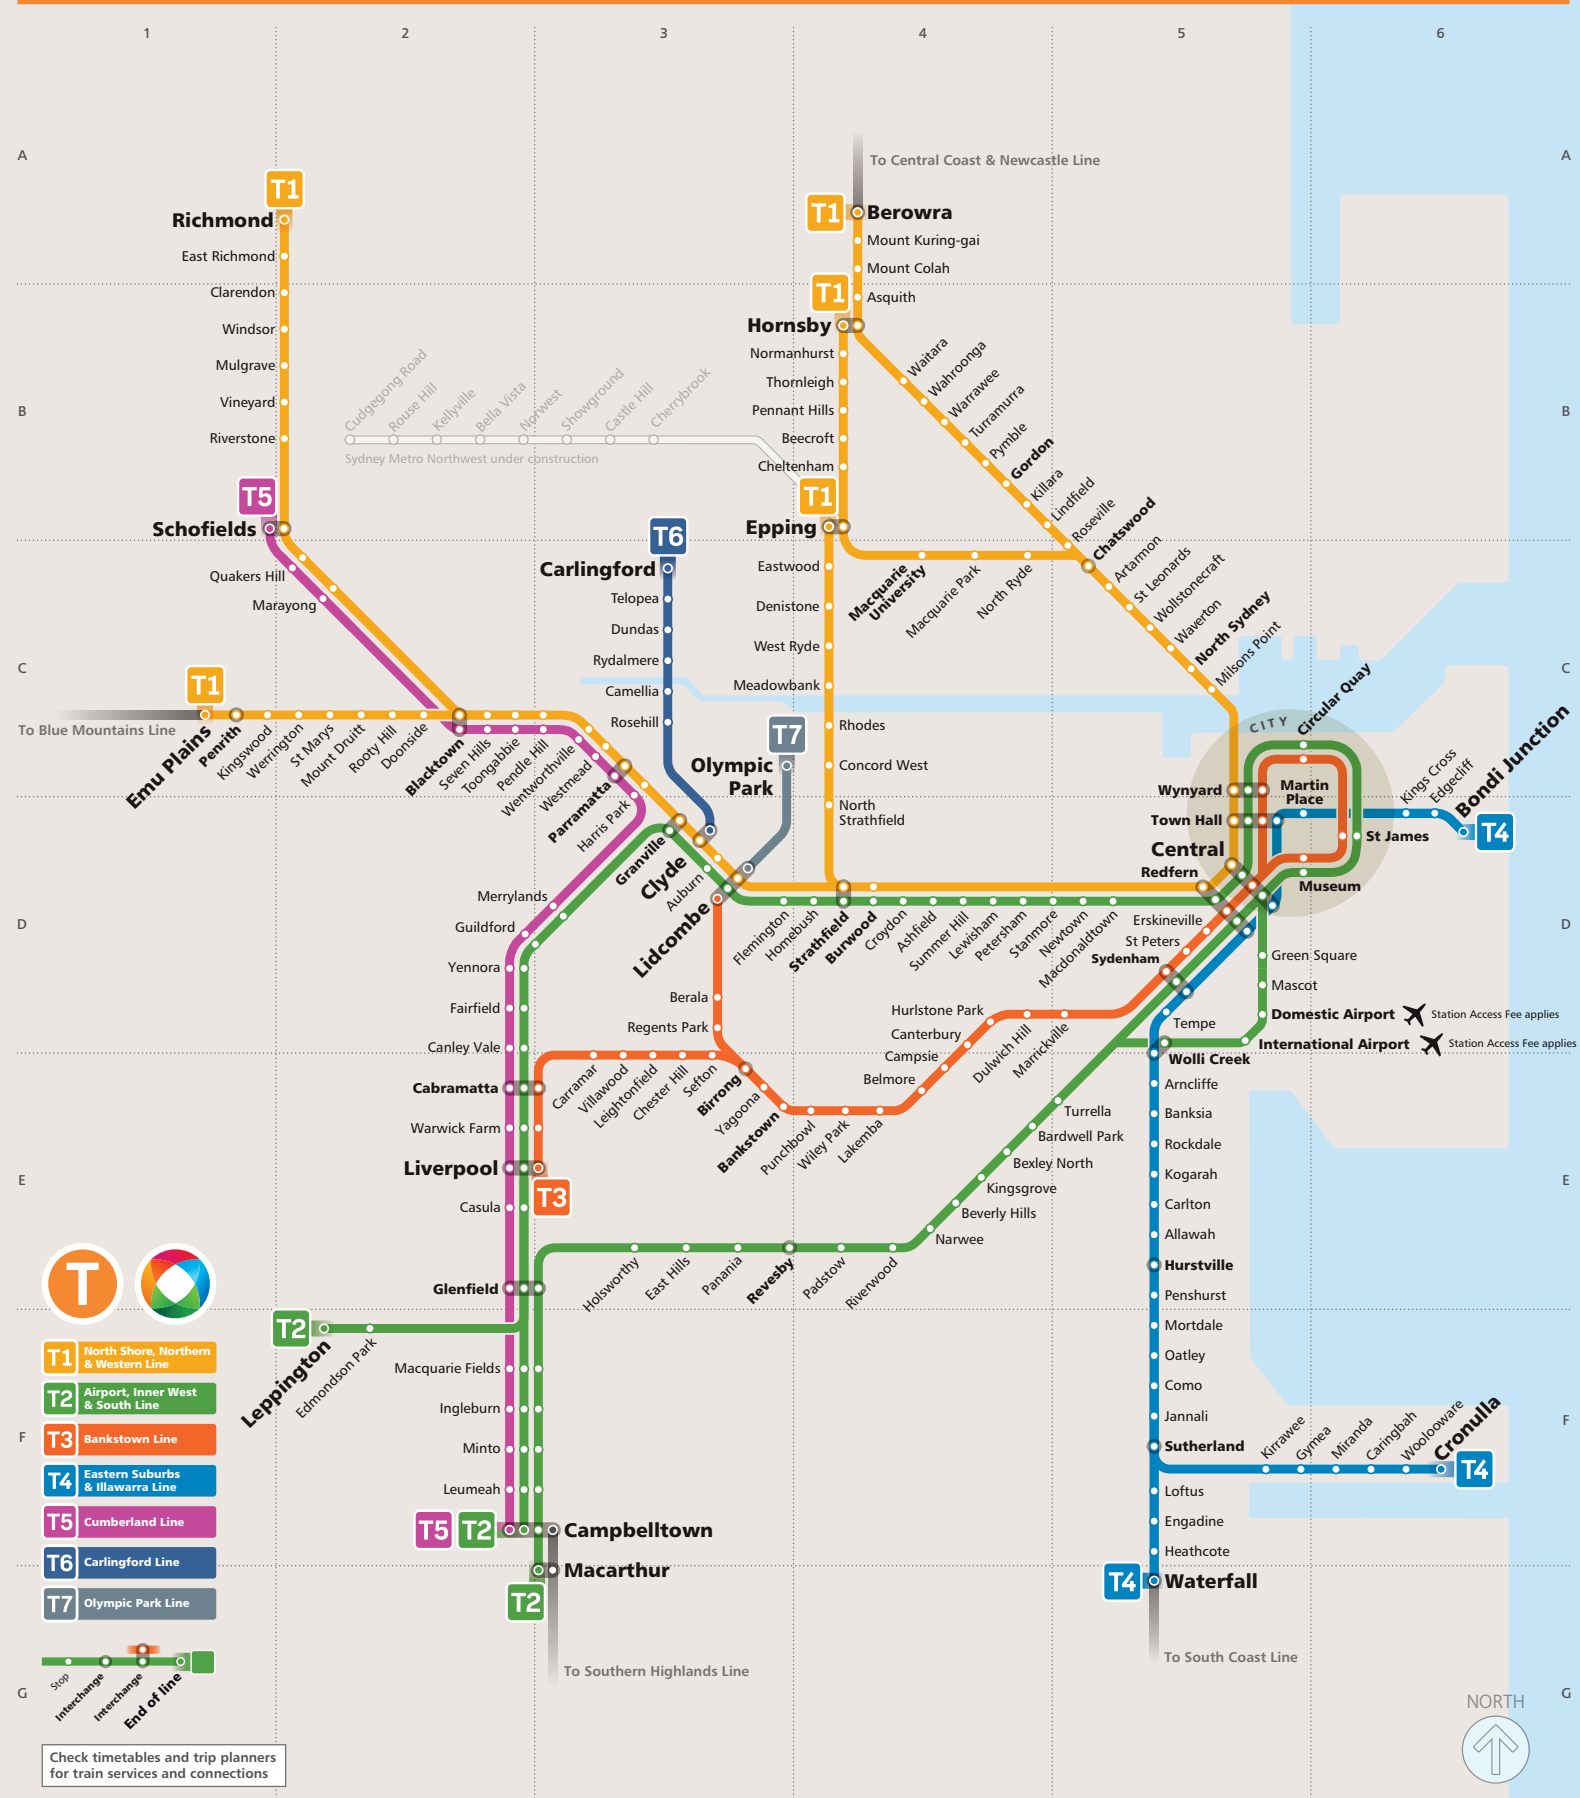 1
2
3
4
5
6
A
A
To Central Coast & Newcastle Line
T1
Richmond
East Richmond
Clarendon
Windsor
Mulgrave
Vineyard
Riverstone
T1
Berowra
Mount Kuring-gai
Mount Colah
Asquith
T1
Hornsby
Normanhurst
Thornleigh
Pennant Hills
Beecroft
Cheltenham
T1
Epping
Waitara
Wahroonga
Warrawee
Turramurra
Pymble
Gordon
Killara
Lindfield
Roseville
Chatswood
Artarmon
St Leonards
Wollstonecraft
Waverton
North Sydney
Milsons Point
B
B
Cudgegong Road
Rouse Hill
Kellyville
Bella Vista
Norwest
Showground
Castle Hill
Cherrybrook
Sydney Metro Northwest under construction
T5
Schofields
Quakers Hill
Marayong
T6
Carlingford
Telopea
Dundas
Rydalmere
Camellia
Rosehill
Eastwood
Denistone
West Ryde
Meadowbank
Rhodes
Concord West
North
Strathfield
Macquarie
University
Macquarie Park
North Ryde
C
C
T1
To Blue Mountains Line
Emu Plains
Penrith
Kingswood
Werrington
St Marys
Mount Druitt
Rooty Hill
Doonside
Blacktown
Seven Hills
Toongabbie
Pendle Hill
Wentworthville
Westmead
Parramatta
Harris Park
Granville
Clyde
Auburn
Lidcombe
T7
Olympic
Park
CITY
Circular Quay
Wynyard
Martin
Place
Town Hall
St James
Central
Redfern
Museum
Kings Cross
Edgecliff
Bondi Junction
T4
D
D
Merrylands
Guildford
Yennora
Fairfield
Canley Vale
Cabramatta
Warwick Farm
Liverpool
Casula
T3
Flemington
Homebush
Strathfield
Burwood
Croydon
Ashfield
Summer Hill
Lewisham
Petersham
Stanmore
Newtown
Macdonaldtown
Erskineville
St Peters
Sydenham
Green Square
Mascot
Domestic Airport
Station Access Fee applies
International Airport
Station Access Fee applies
Tempe
Wolli Creek
Berala
Regents Park
Carramar
Villawood
Leightonfield
Chester Hill
Sefton
Birrong
Yagoona
Bankstown
Punchbowl
Wiley Park
Lakemba
Belmore
Campsie
Canterbury
Hurlstone Park
Dulwich Hill
Marrickville
E
E
Turrella
Bardwell Park
Bexley North
Kingsgrove
Beverly Hills
Narwee
Riverwood
Padstow
Revesby
Panania
East Hills
Holsworthy
Glenfield
Arncliffe
Banksia
Rockdale
Kogarah
Carlton
Allawah
Hurstville
Penshurst
Mortdale
Oatley
Como
Jannali
Sutherland
Loftus
Engadine
Heathcote
T4
Waterfall
To South Coast Line
Kirrawee
Gymea
Miranda
Caringbah
Woolooware
Cronulla
T4
F
F
T2
Leppington
Edmondson Park
Macquarie Fields
Ingleburn
Minto
Leumeah
T5
T2
Campbelltown
Macarthur
T2
To Southern Highlands Line
T
T1
North Shore, Northern
& Western Line
T2
Airport, Inner West
& South Line
T3
Bankstown Line
T4
Eastern Suburbs
& Illawarra Line
T5
Cumberland Line
T6
Carlingford Line
T7
Olympic Park Line
Stop
Interchange
Interchange
End of line
G
G
Check timetables and trip planners
for train services and connections
NORTH